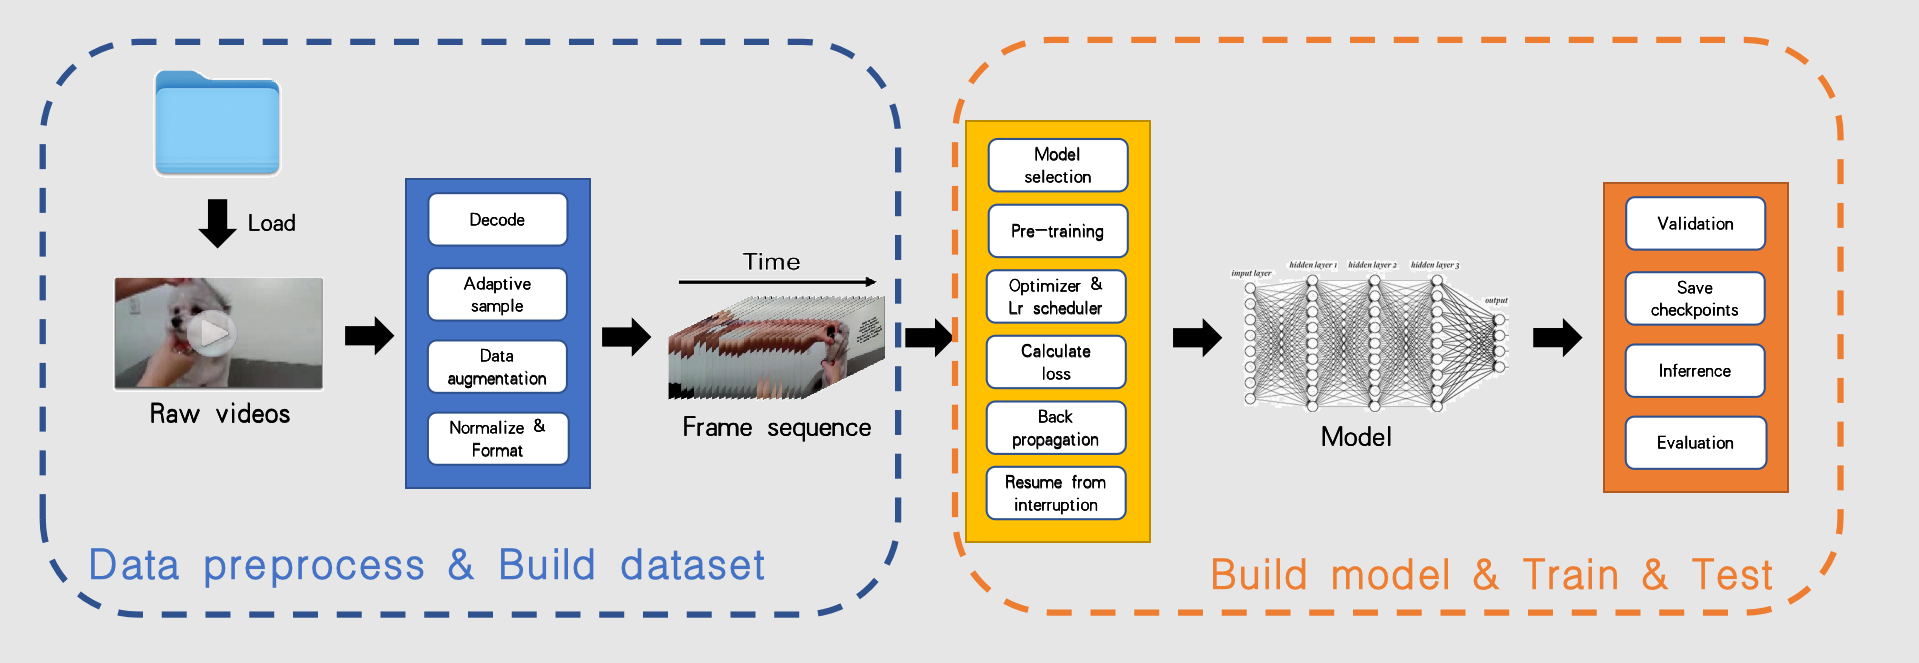 Load
Raw videos
Decode
Adaptive
sample
Data
augmentation
Normalize &
Format
Time
Frame sequence
Data preprocess & Build dataset
Model
selection
Pre-training
Optimizer &
Lr scheduler
Calculate
loss
Back
propagation
Resume from
interruption
input layer
hidden layer 1
hidden layer 2
hidden layer 3
output
Model
Validation
Save
checkpoints
Inferrence
Evaluation
Build model & Train & Test